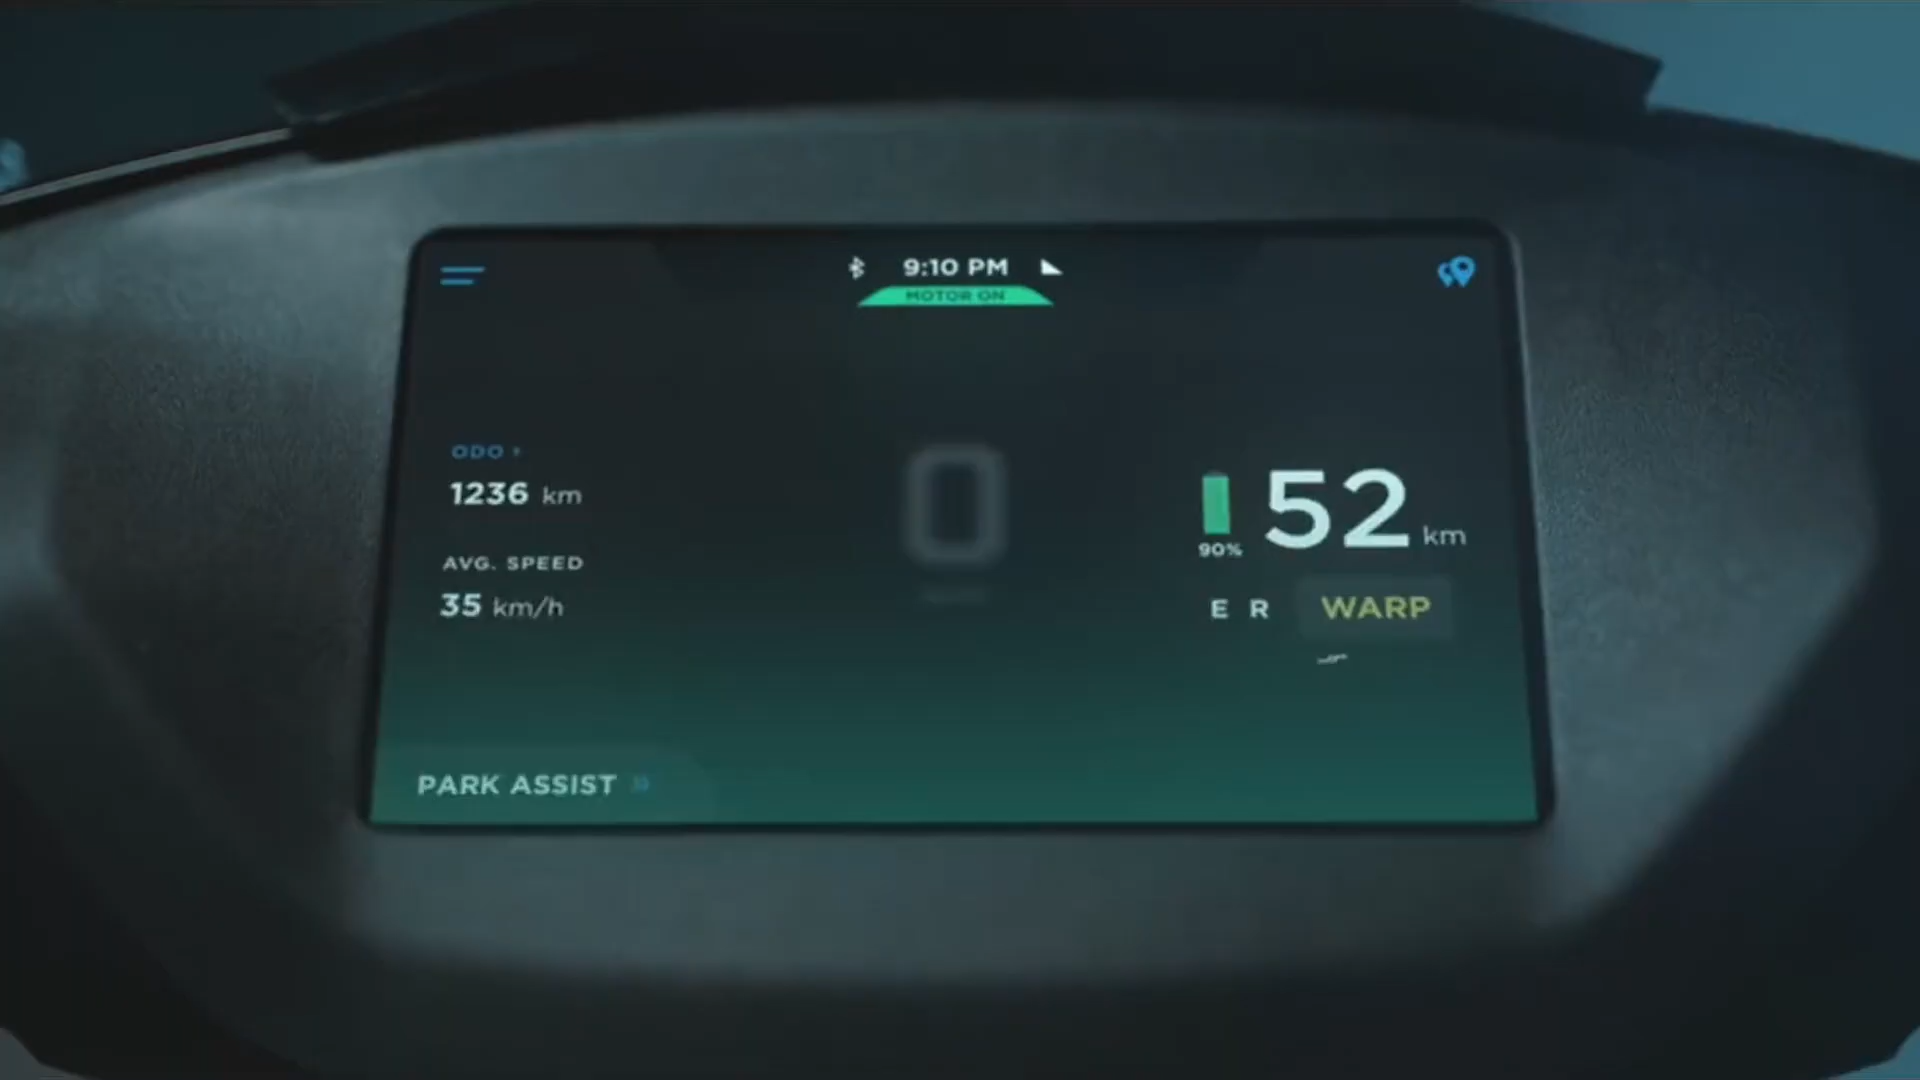 9:10 PM
MOTOR ON
ODO
1236 km
AVG. SPEED
35 km/h
0
90%
52 km
E R WARP
PARK ASSIST